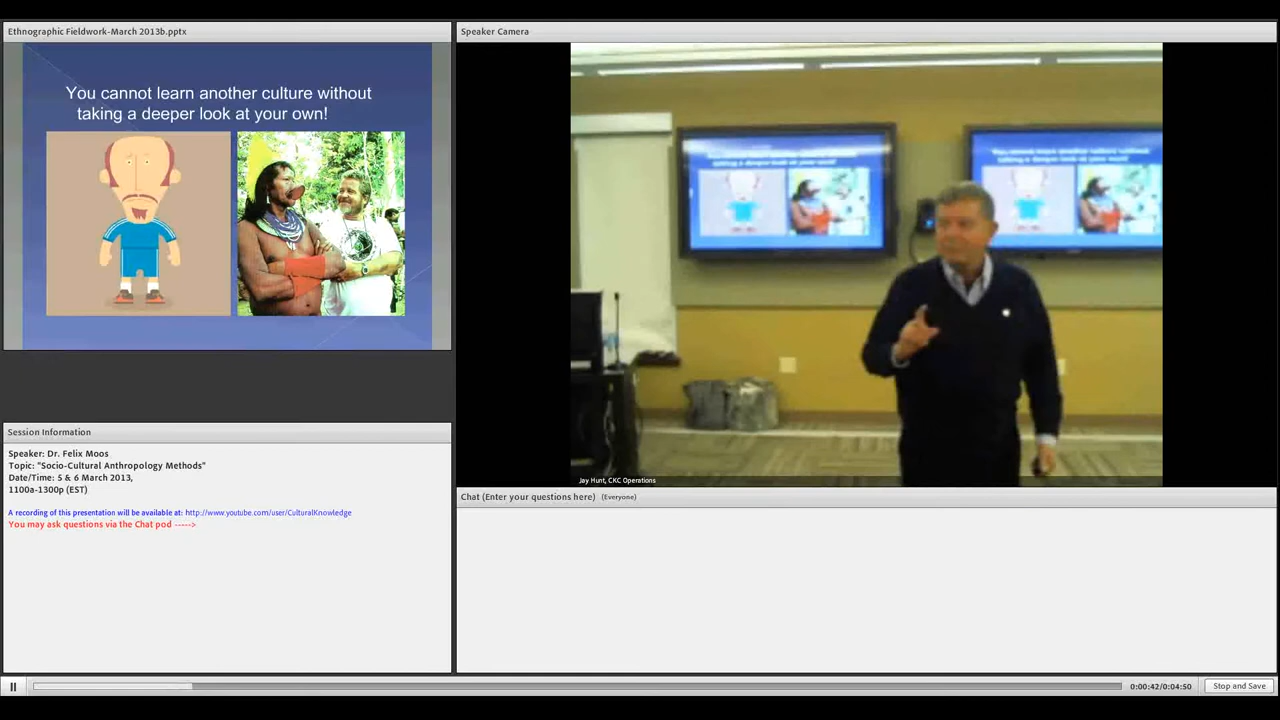 Ethnographic Fieldwork-March 2013b.pptx
You cannot learn another culture without
taking a deeper look at your own!
Speaker Camera
Jay Hunt, CKC Operations
Session Information
Speaker: Dr. Felix Moos
Topic: "Socio-Cultural Anthropology Methods"
Date/Time: 5 & 6 March 2013,
1100a-1300p (EST)
A recording of this presentation will be available at: http://www.youtube.com/user/CulturalKnowledge
You may ask questions via the Chat pod ----->
Chat (Enter your questions here) (Everyone)
0:00:42/0:04:50
Stop and Save